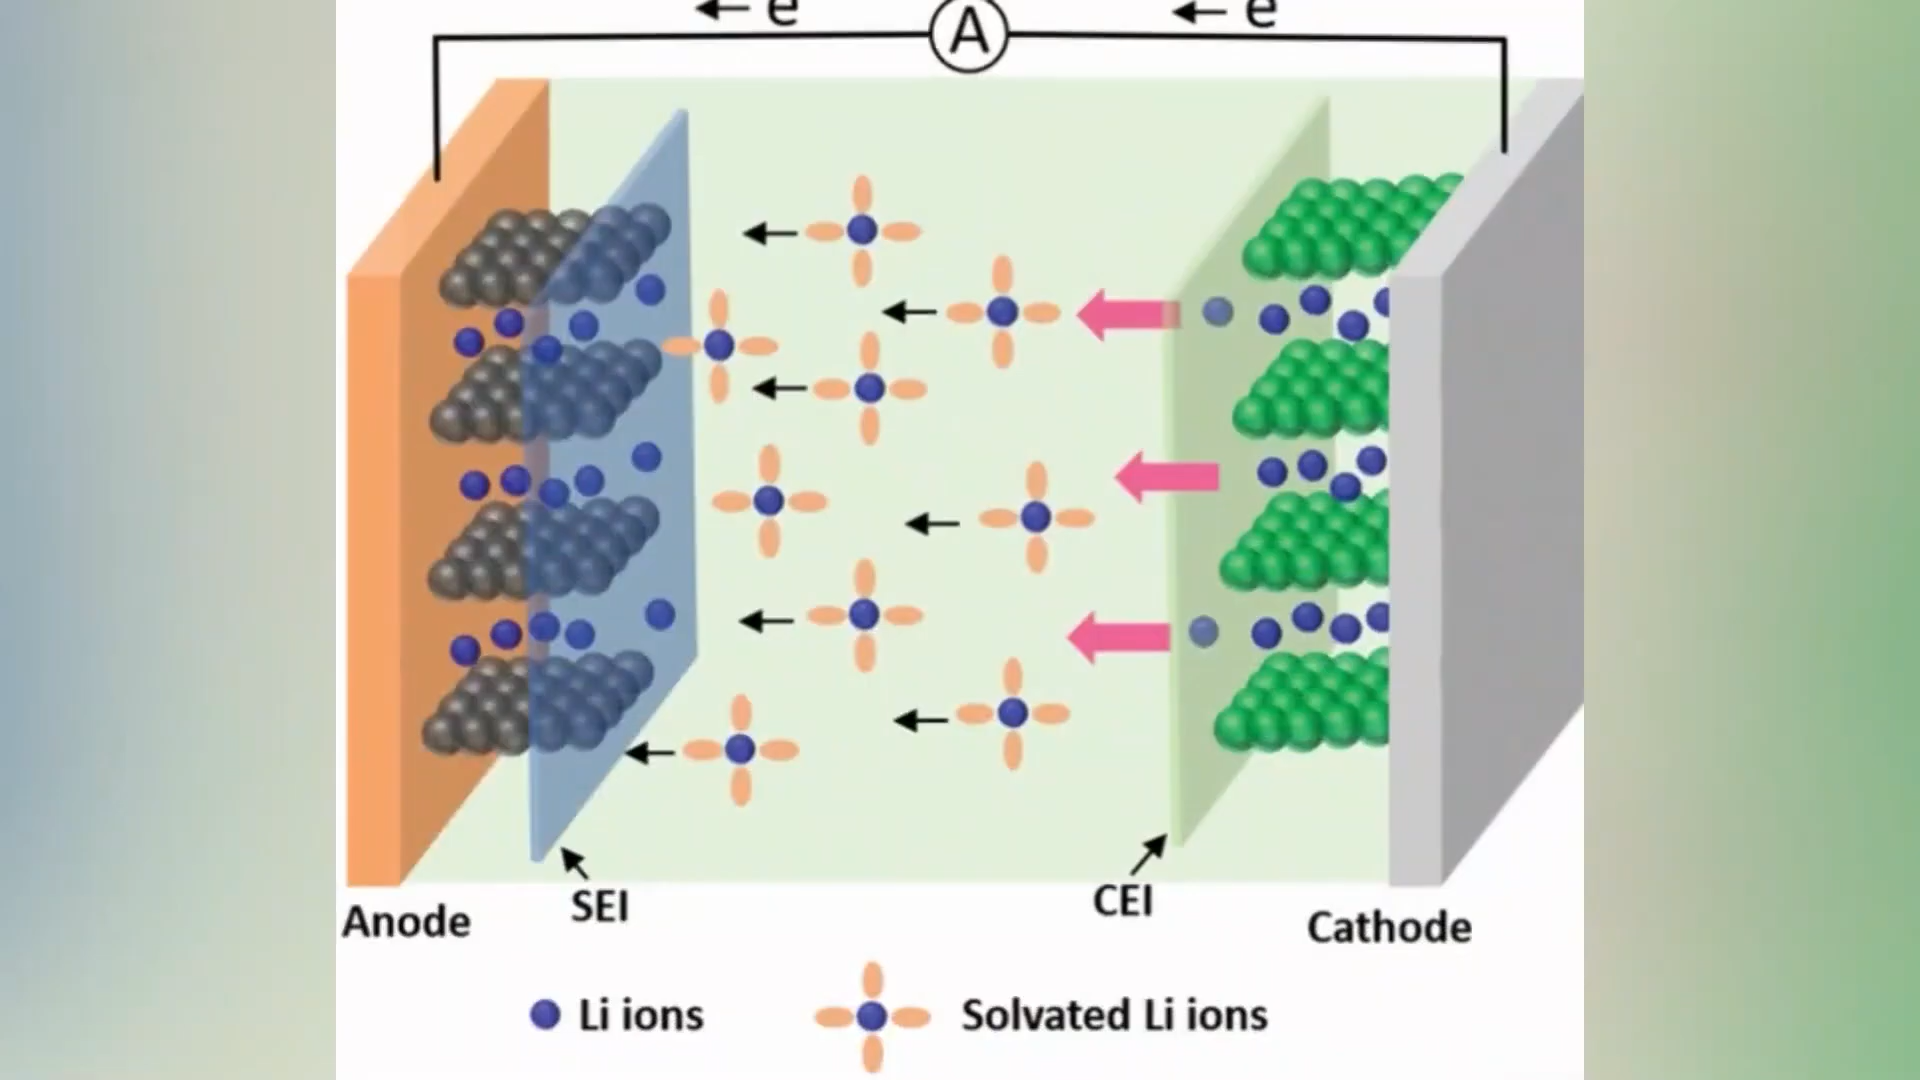 ← e ← e
A
SEI
CEI
Anode
Cathode
Li ions
Solvated Li ions